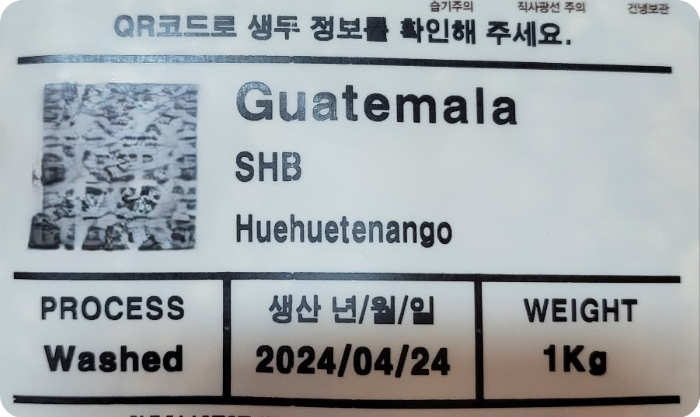 습기주의 직사광선 주의 건냉보관
QR코드로 생두 정보를 확인해 주세요.
Guatemala
SHB
Huehuetenango
PROCESS 생산 년/월/일 WEIGHT
Washed 2024/04/24 1Kg